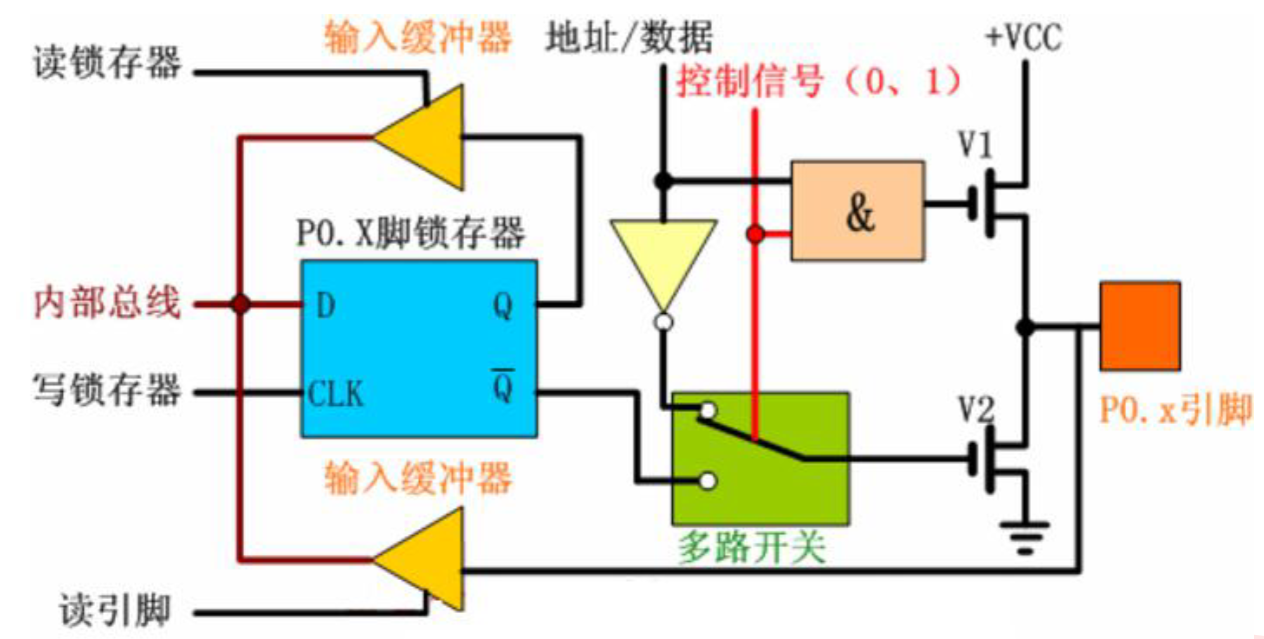 输入缓冲器
地址/数据
+VCC
读锁存器
控制信号（0、1）
V1
&
P0.X脚锁存器
内部总线
D
Q
写锁存器
CLK
Q̅
V2
P0.x引脚
输入缓冲器
多路开关
读引脚